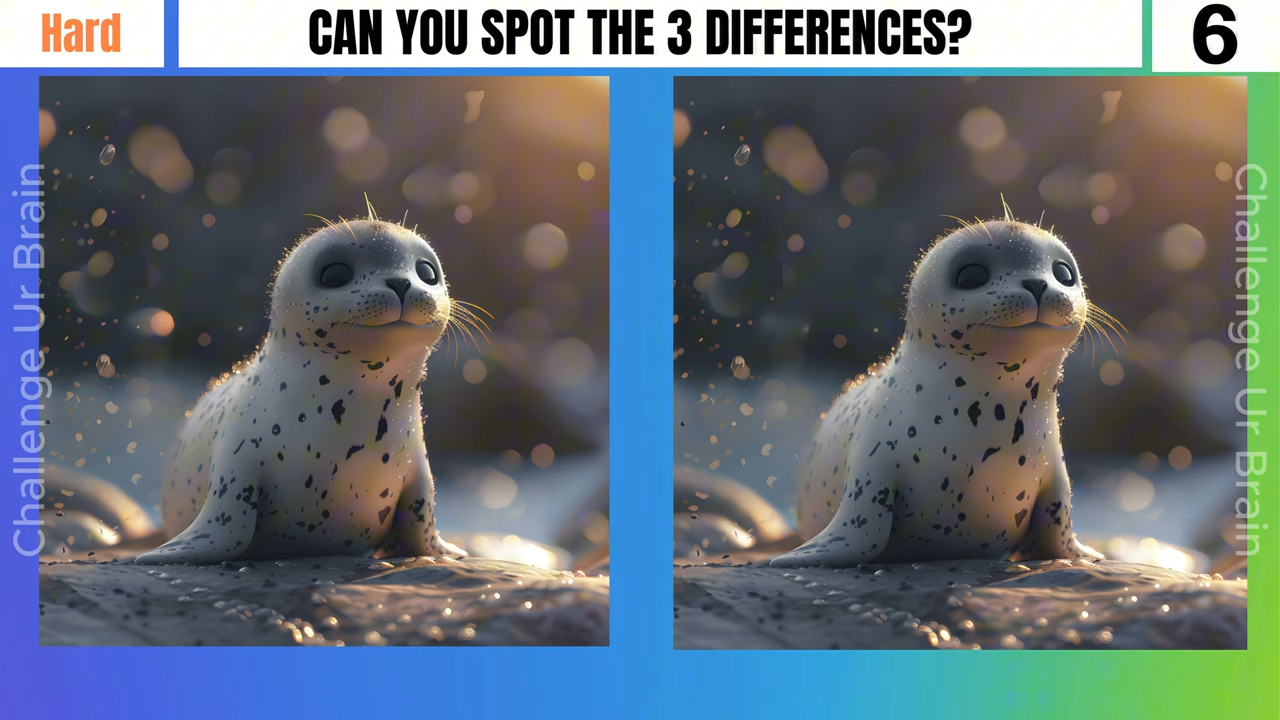 Hard
CAN YOU SPOT THE 3 DIFFERENCES?
6
Challenge Ur Brain
Challenge Ur Brain